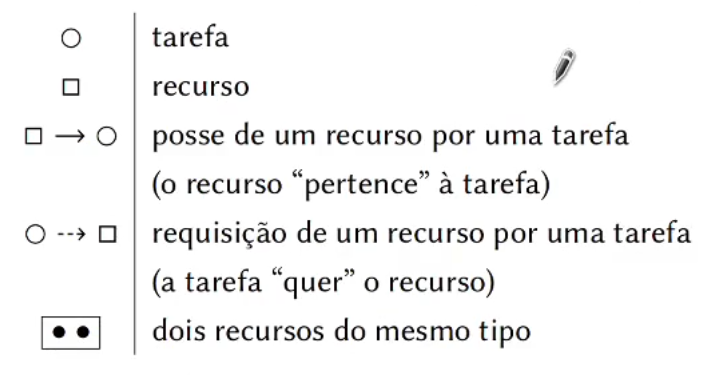 tarefa
recurso
posse de um recurso por uma tarefa
(o recurso “pertence” à tarefa)
requisição de um recurso por uma tarefa
(a tarefa “quer” o recurso)
dois recursos do mesmo tipo